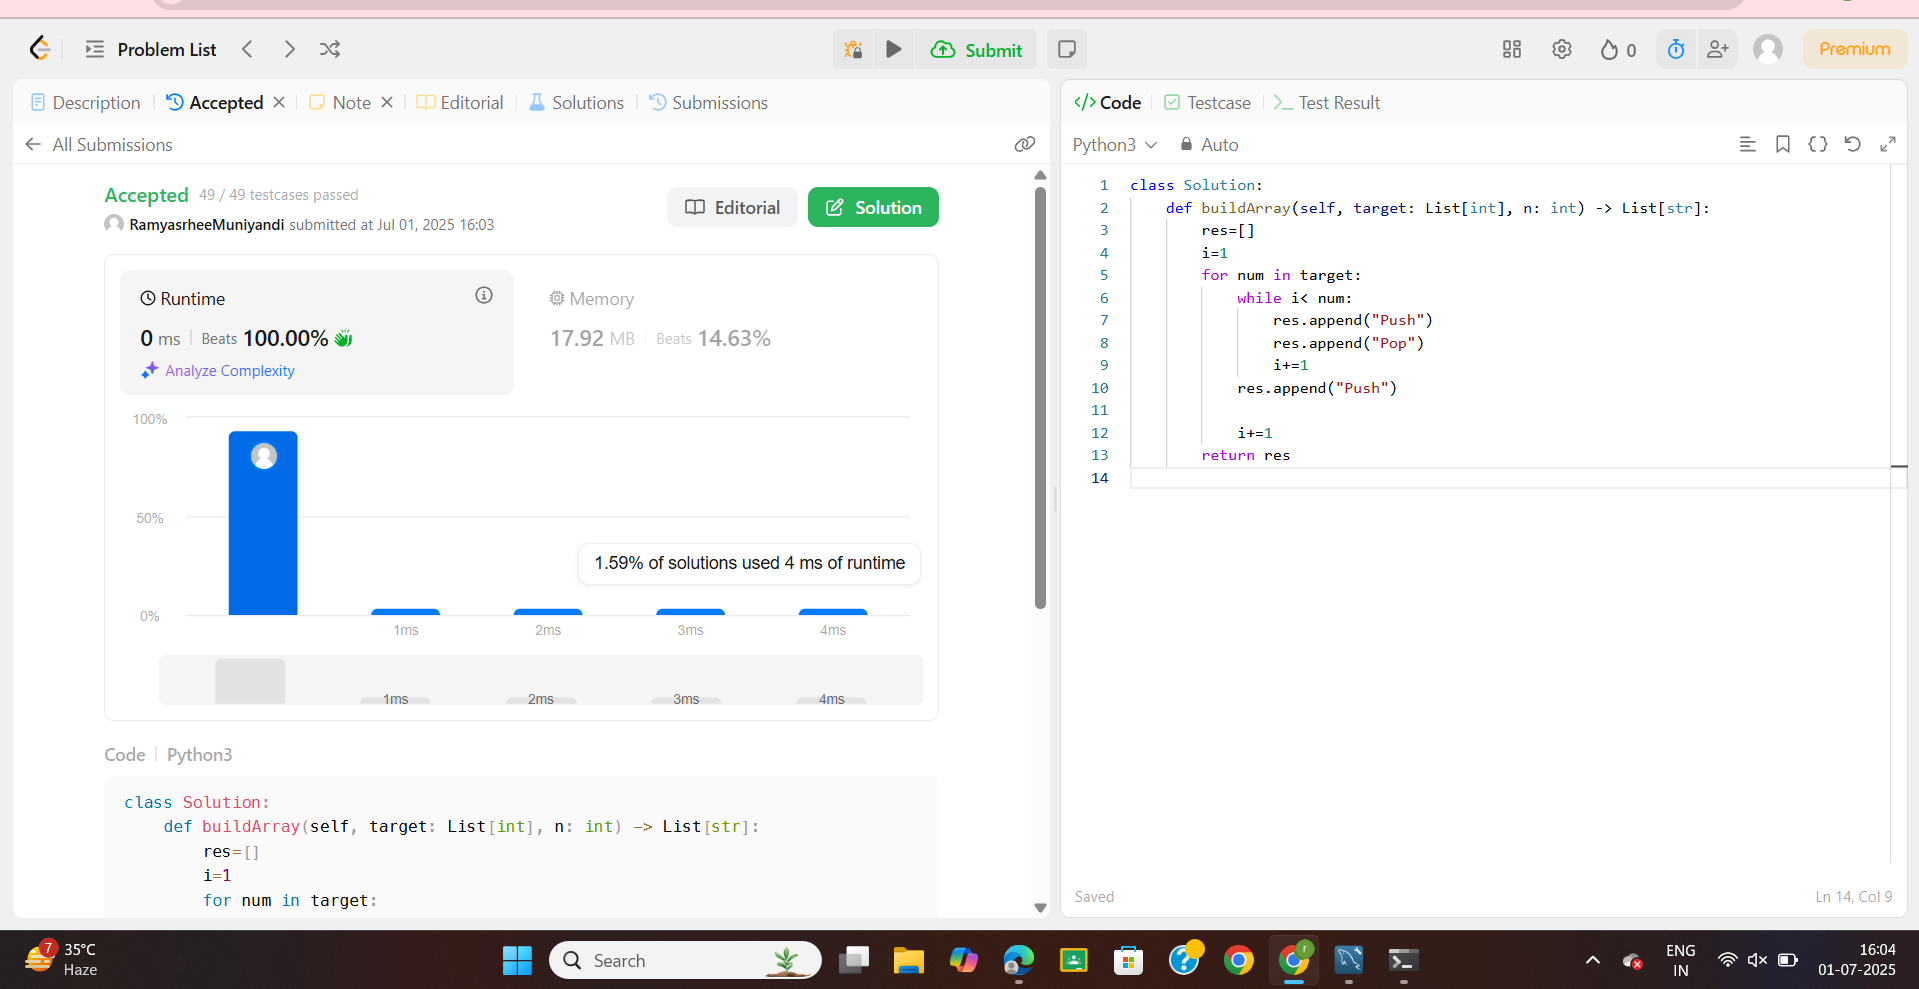 Problem List
Submit
0
Premium
Description
Accepted
Note
Editorial
Solutions
Submissions
All Submissions
Accepted 49 / 49 testcases passed
RamyasrheeMuniyandi submitted at Jul 01, 2025 16:03
Editorial
Solution
Runtime
0 ms Beats 100.00%
Analyze Complexity
Memory
17.92 MB Beats 14.63%
100%
50%
0%
1.59% of solutions used 4 ms of runtime
1ms 2ms 3ms 4ms
1ms 2ms 3ms 4ms
Code Python3
class Solution:
    def buildArray(self, target: List[int], n: int) -> List[str]:
        res=[]
        i=1
        for num in target:
</> Code
Testcase
Test Result
Python3
Auto
1 class Solution:
2     def buildArray(self, target: List[int], n: int) -> List[str]:
3         res=[]
4         i=1
5         for num in target:
6             while i< num:
7                 res.append("Push")
8                 res.append("Pop")
9                 i+=1
10             res.append("Push")
11
12             i+=1
13         return res
14
Saved
Ln 14, Col 9
7
35°C
Haze
Search
r
ENG
IN
16:04
01-07-2025